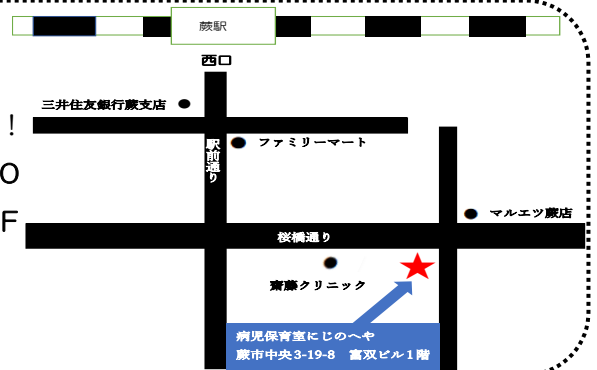 蕨駅
西口
三井住友銀行蕨支店
!
ファミリーマート
駅前通り
O
マルエツ蕨店
F
桜橋通り
齋藤クリニック
病児保育室にじのへや
蕨市中央3-19-8 富双ビル1階